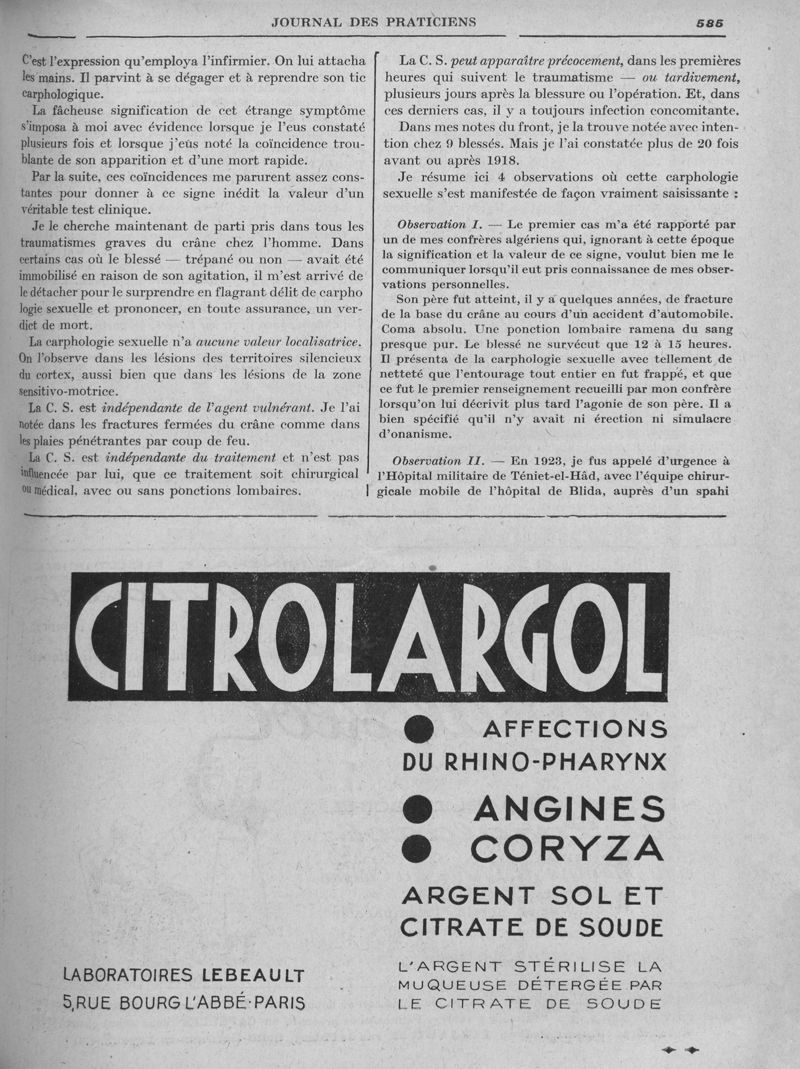 JOURNAL DES PRATICIENS
585
C'est l'expression qu'employa l'infirmier. On lui attacha
les mains. Il parvint à se dégager et à reprendre son tic
carphologique.
La fâcheuse signification de cet étrange symptôme
s'imposa à moi avec évidence lorsque je l'eus constaté
plusieurs fois et lorsque j'eus noté la coïncidence trou-
blante de son apparition et d'une mort rapide.
Par la suite, ces coïncidences me parurent assez cons-
tantes pour donner à ce signe inédit la valeur d'un
véritable test clinique.
Je le cherche maintenant de parti pris dans tous les
traumatismes graves du crâne chez l'homme. Dans
certains cas où le blessé — trépané ou non — avait été
immobilisé en raison de son agitation, il m'est arrivé de
le détacher pour le surprendre en flagrant délit de carpho
logie sexuelle et prononcer, en toute assurance, un ver-
dict de mort.
La carphologie sexuelle n'a aucune valeur localisatrice.
On l'observe dans les lésions des territoires silencieux
du cortex, aussi bien que dans les lésions de la zone
sensitivo-motrice.
La C. S. est indépendante de l'agent vulnérant. Je l'ai
notée dans les fractures fermées du crâne comme dans
les plaies pénétrantes par coup de feu.
La C. S. est indépendante du traitement et n'est pas
influencée par lui, que ce traitement soit chirurgical
ou médical, avec ou sans ponctions lombaires.
La C. S. peut apparaître précocement, dans les premières
heures qui suivent le traumatisme — ou tardivement,
plusieurs jours après la blessure ou l'opération. Et, dans
ces derniers cas, il y a toujours infection concomitante.
Dans mes notes du front, je la trouve notée avec inten-
tion chez 9 blessés. Mais je l'ai constatée plus de 20 fois
avant ou après 1918.
Je résume ici 4 observations où cette carphologie
sexuelle s'est manifestée de façon vraiment saisissante :
Observation I. — Le premier cas m'a été rapporté par
un de mes confrères algériens qui, ignorant à cette époque
la signification et la valeur de ce signe, voulut bien me le
communiquer lorsqu'il eut pris connaissance de mes obser-
vations personnelles.
Son père fut atteint, il y a quelques années, de fracture
de la base du crâne au cours d'un accident d'automobile.
Coma absolu. Une ponction lombaire ramena du sang
presque pur. Le blessé ne survécut que 12 à 15 heures.
Il présenta de la carphologie sexuelle avec tellement de
netteté que l'entourage tout entier en fut frappé, et que
ce fut le premier renseignement recueilli par mon confrère
lorsqu'on lui décrivit plus tard l'agonie de son père. Il a
bien spécifié qu'il n'y avait ni érection ni simulacre
d'onanisme.
Observation II. — En 1923, je fus appelé d'urgence à
l'Hôpital militaire de Téniet-el-Hâd, avec l'équipe chirur-
gicale mobile de l'hôpital de Blida, auprès d'un spahi
CITROLARGOL
● AFFECTIONS
DU RHINO-PHARYNX
● ANGINES
● CORYZA
ARGENT SOL ET
CITRATE DE SOUDE
LABORATOIRES LEBEAULT
5, RUE BOURG L'ABBÉ·PARIS
L'ARGENT STÉRILISE LA
MUQUEUSE DÉTERGÉE PAR
LE CITRATE DE SOUDE